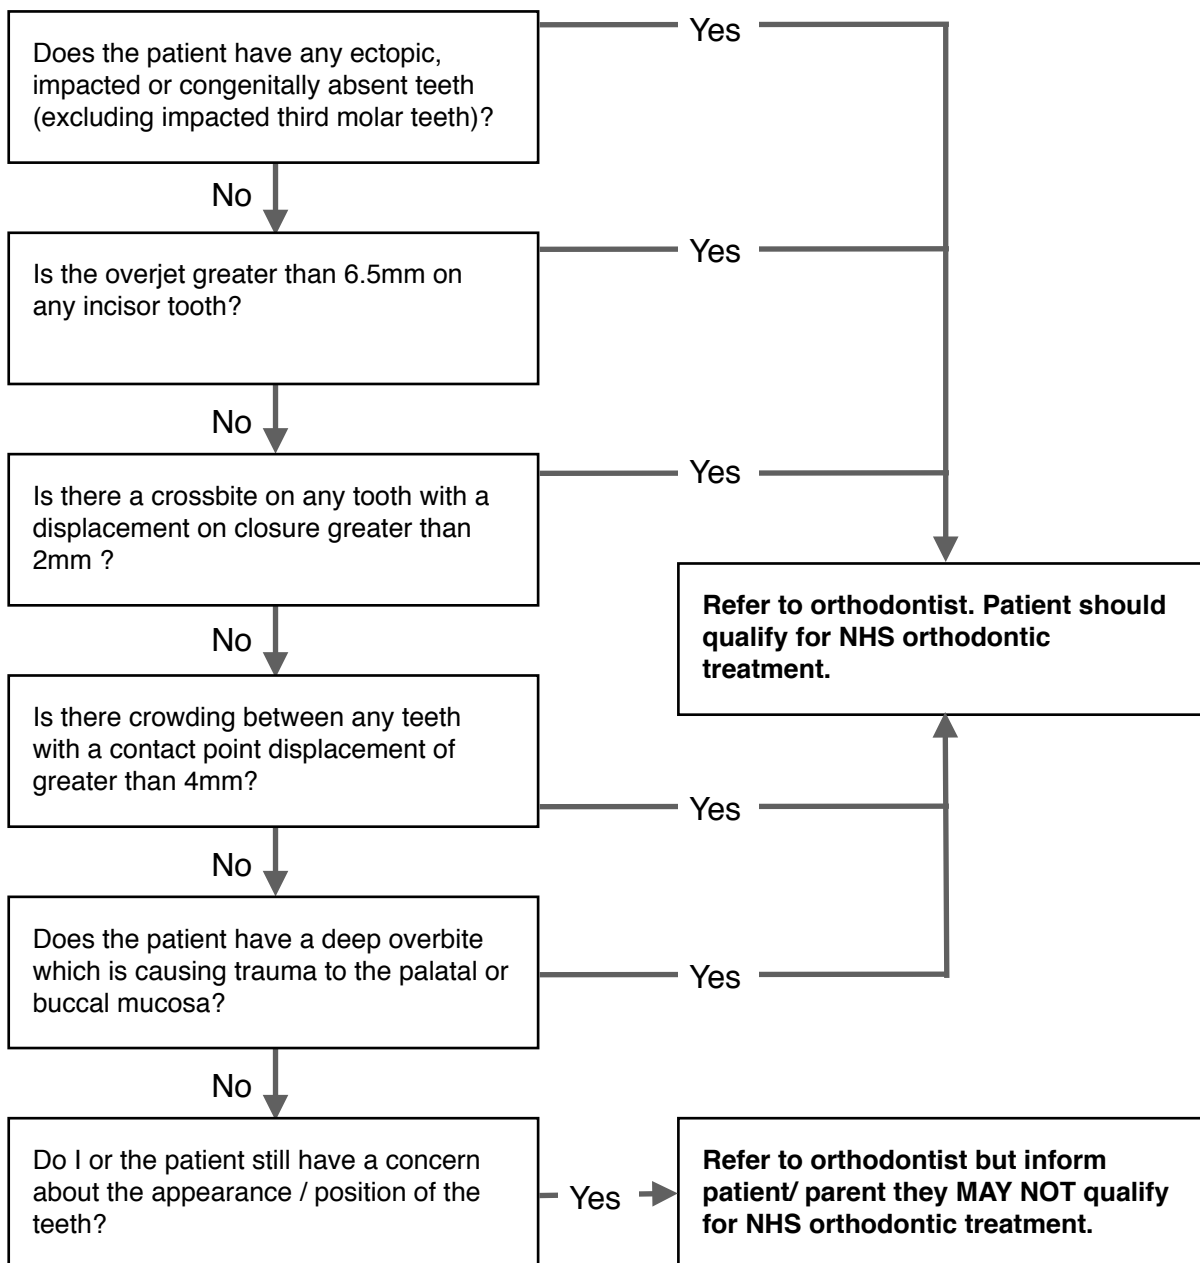 Does the patient have any ectopic,
impacted or congenitally absent teeth
(excluding impacted third molar teeth)?
Yes
No
Is the overjet greater than 6.5mm on
any incisor tooth?
Yes
No
Is there a crossbite on any tooth with a
displacement on closure greater than
2mm ?
Yes
No
Refer to orthodontist. Patient should
qualify for NHS orthodontic
treatment.
Is there crowding between any teeth
with a contact point displacement of
greater than 4mm?
Yes
No
Does the patient have a deep overbite
which is causing trauma to the palatal or
buccal mucosa?
Yes
No
Do I or the patient still have a concern
about the appearance / position of the
teeth?
Yes
Refer to orthodontist but inform
patient/ parent they MAY NOT qualify
for NHS orthodontic treatment.